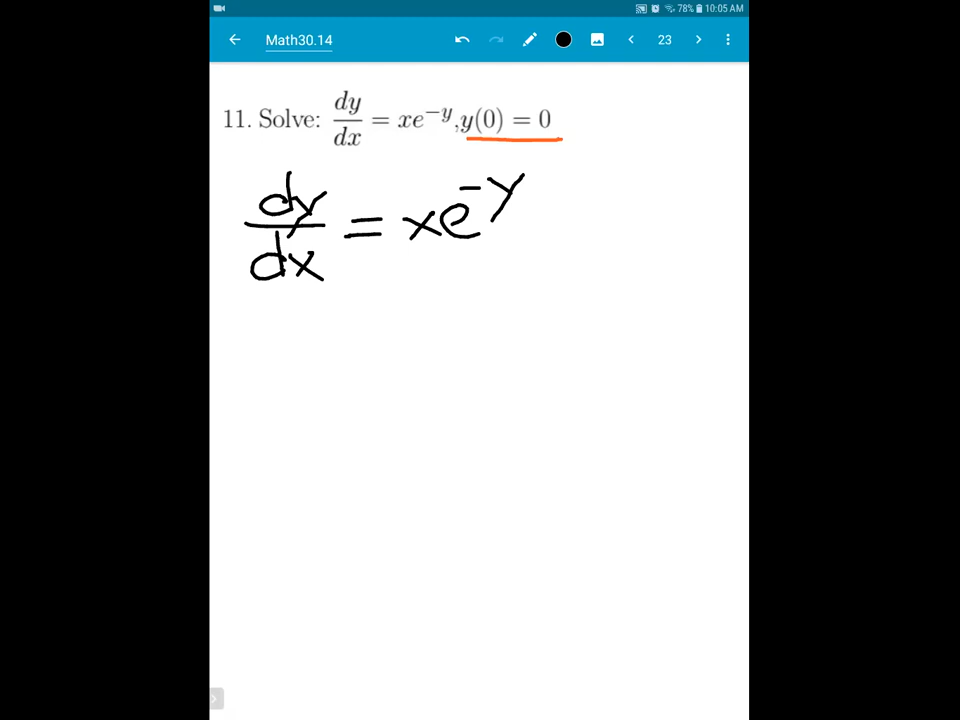 78% 10:05 AM
Math30.14 23
11. Solve: dy/dx = xe^{-y}, y(0) = 0
dy/dx = xe^{-y}